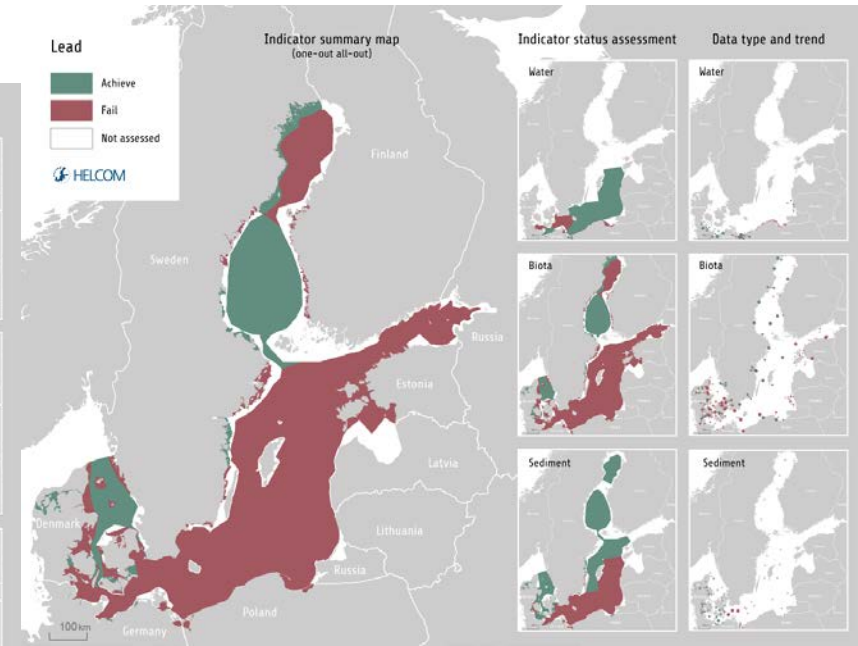 Lead
Achieve
Fail
Not assessed
HELCOM
Indicator summary map
(one-out all-out)
Indicator status assessment
Data type and trend
Water
Water
Biota
Biota
Sediment
Sediment
Finland
Sweden
Russia
Estonia
Latvia
Denmark
Lithuania
Russia
Poland
Germany
100km